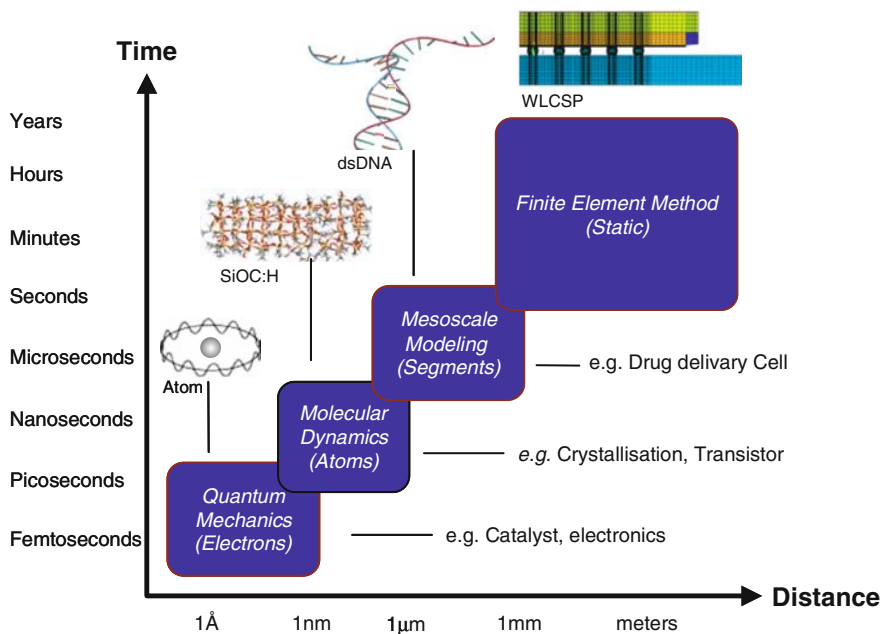 Time
Years
Hours
Minutes
Seconds
Microseconds
Nanoseconds
Picoseconds
Femtoseconds
WLCSP
dsDNA
SiOC:H
Atom
Finite Element Method
(Static)
Mesoscale
Modeling
(Segments)
e.g. Drug delivary Cell
Molecular
Dynamics
(Atoms)
e.g. Crystallisation, Transistor
Quantum
Mechanics
(Electrons)
e.g. Catalyst, electronics
Distance
1Å 1nm 1μm 1mm meters